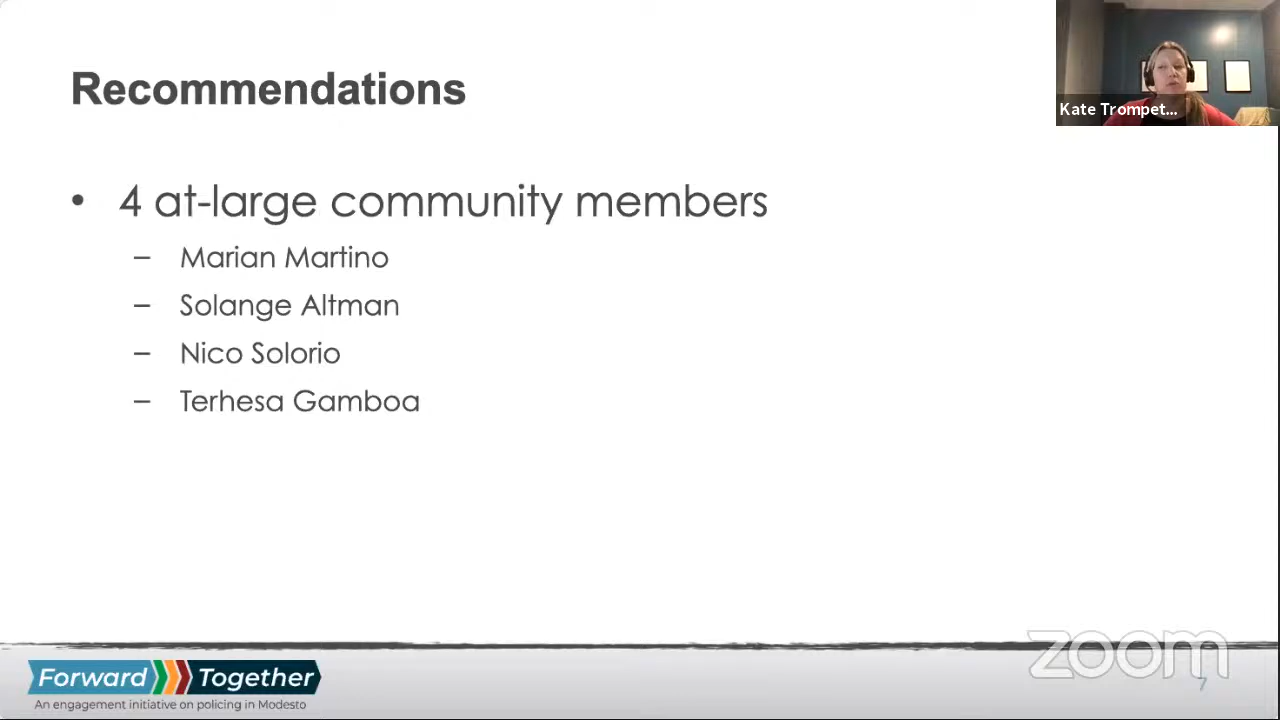 Recommendations
Kate Trompet...
• 4 at-large community members
– Marian Martino
– Solange Altman
– Nico Solorio
– Terhesa Gamboa
zoom
7
Forward Together
An engagement initiative on policing in Modesto